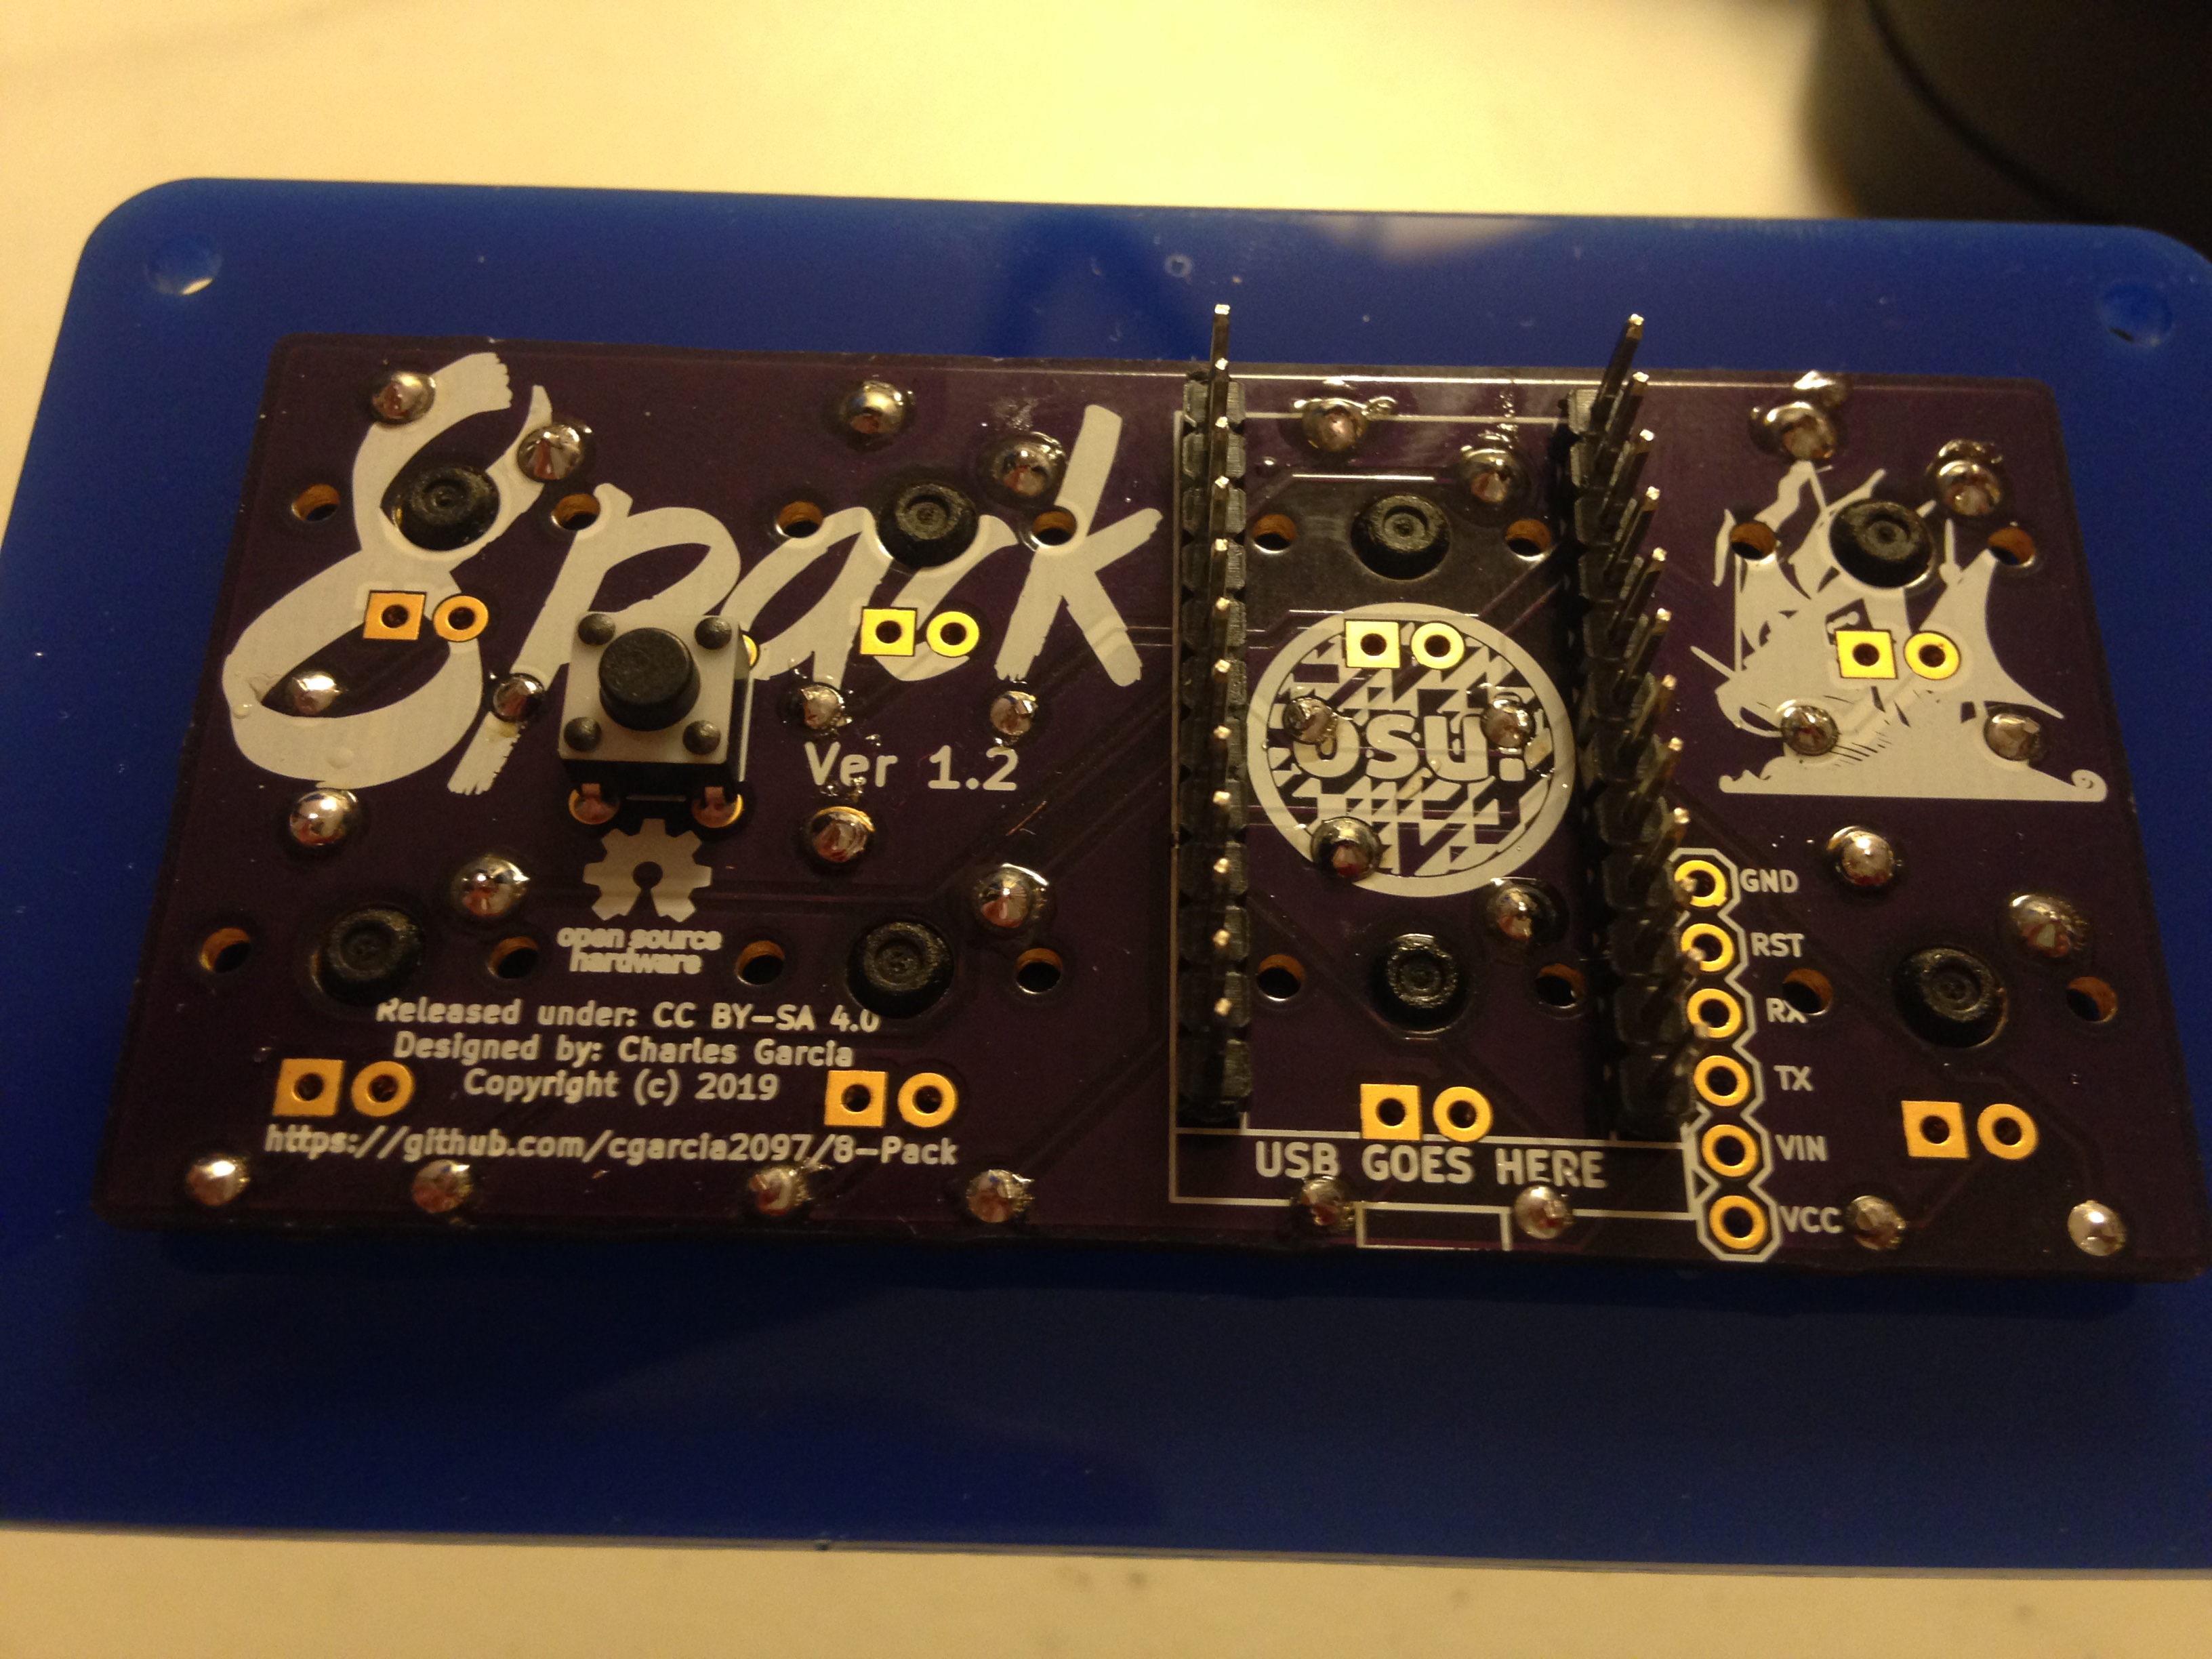 8pack
Ver 1.2
osu!
open source
hardware
Released under: CC BY-SA 4.0
Designed by: Charles Garcia
Copyright (c) 2019
https://github.com/cgarcia2097/8-Pack
USB GOES HERE
GND
RST
RX
TX
VIN
VCC